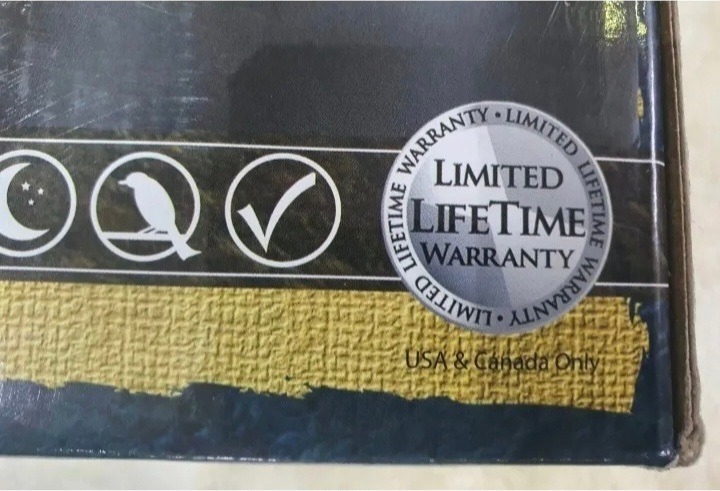 LIMITED LIFETIME WARRANTY • LIMITED LIFETIME WARRANTY •
LIMITED
LIFETIME
WARRANTY
USA & Canada Only